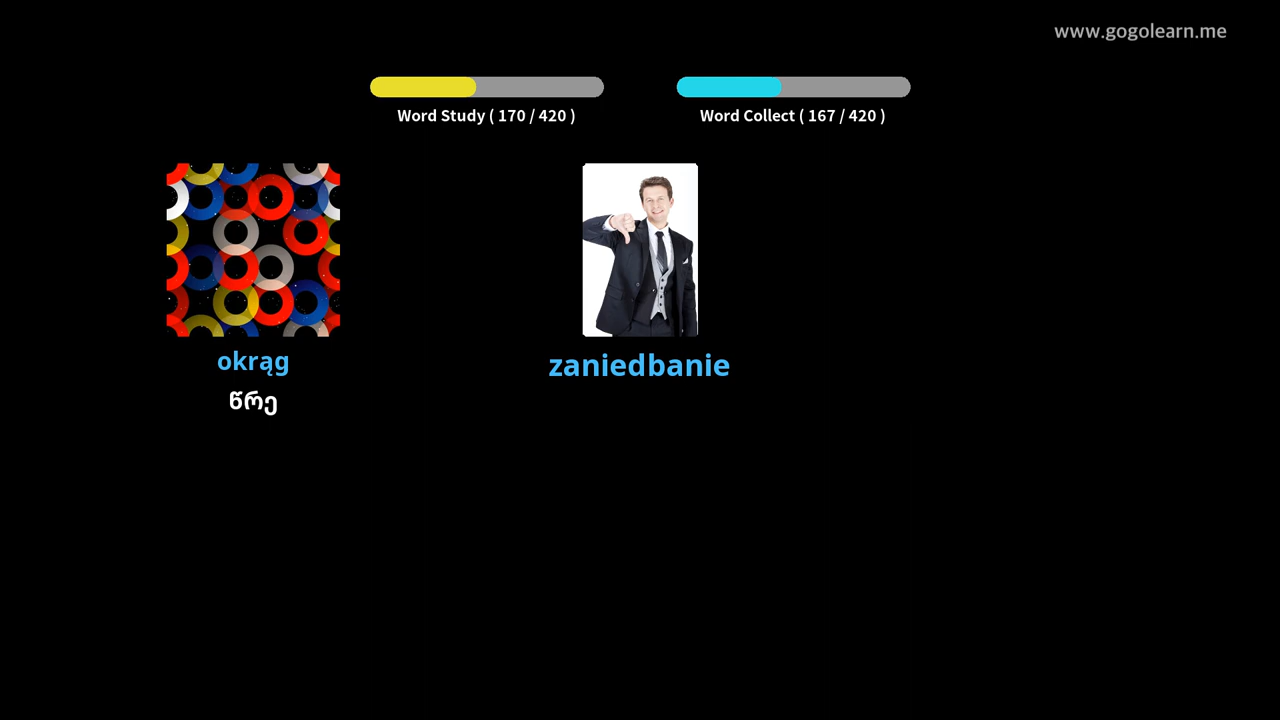 www.gogolearn.me
Word Study ( 170 / 420 )
Word Collect ( 167 / 420 )
okrąg
წრე
zaniedbanie